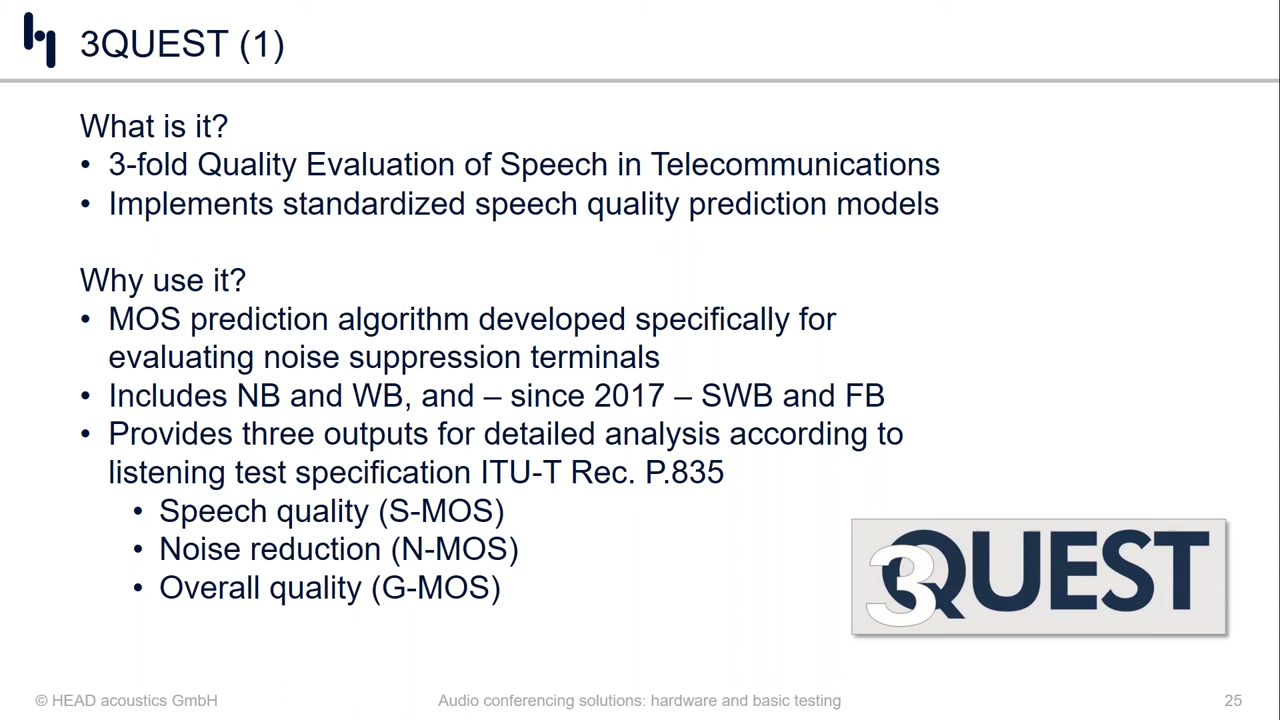 3QUEST (1)
What is it?
• 3-fold Quality Evaluation of Speech in Telecommunications
• Implements standardized speech quality prediction models
Why use it?
• MOS prediction algorithm developed specifically for
evaluating noise suppression terminals
• Includes NB and WB, and – since 2017 – SWB and FB
• Provides three outputs for detailed analysis according to
listening test specification ITU-T Rec. P.835
• Speech quality (S-MOS)
• Noise reduction (N-MOS)
• Overall quality (G-MOS)
3QUEST
© HEAD acoustics GmbH
Audio conferencing solutions: hardware and basic testing
25